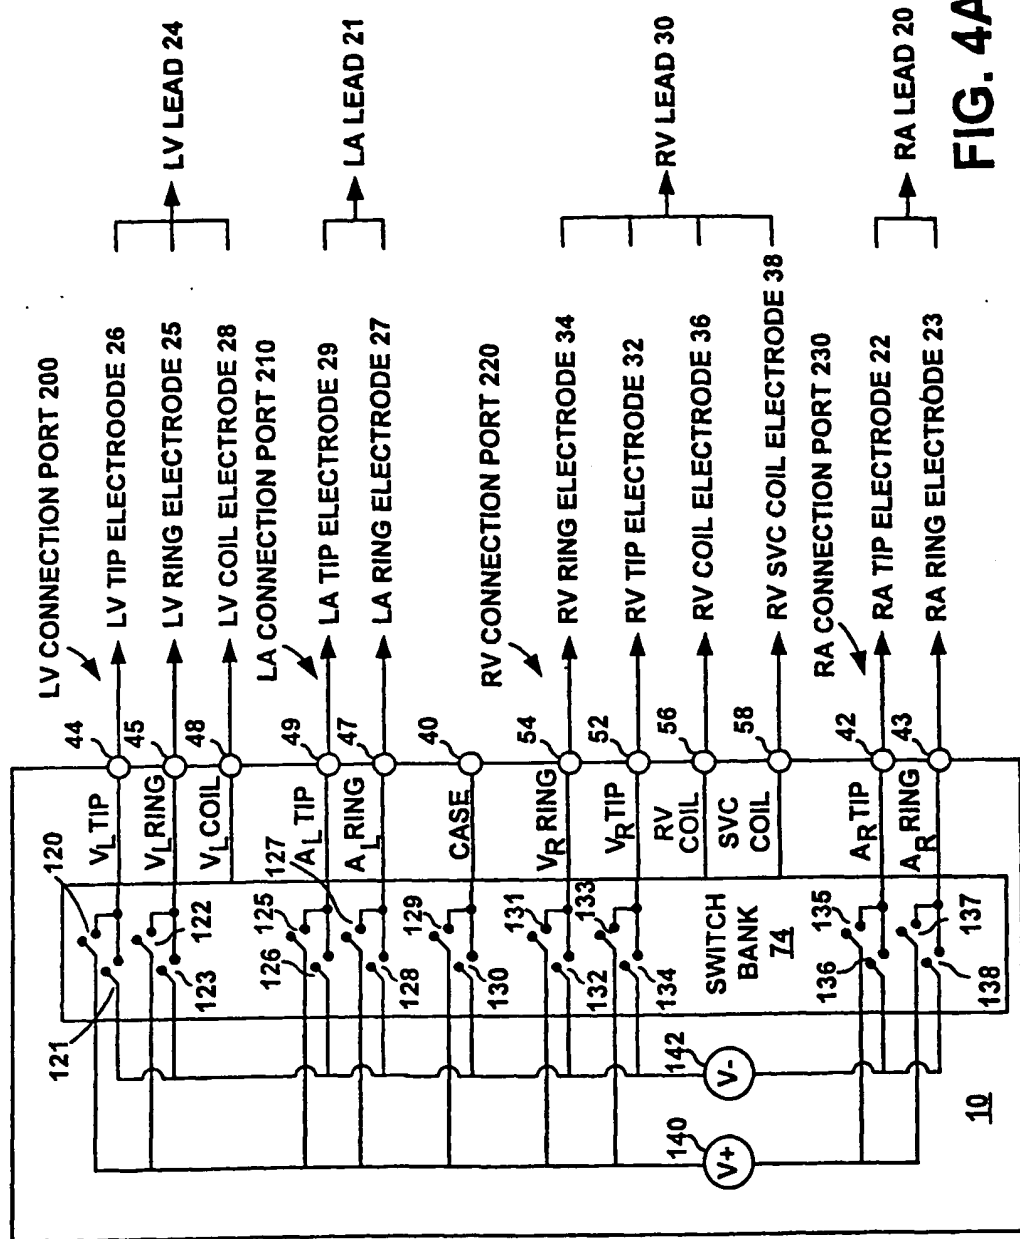 LV CONNECTION PORT 200
LV TIP ELECTRODE 26
LV RING ELECTRODE 25
LV COIL ELECTRODE 28
LV LEAD 24
LA CONNECTION PORT 210
LA TIP ELECTRODE 29
LA RING ELECTRODE 27
LA LEAD 21
RV CONNECTION PORT 220
RV RING ELECTRODE 34
RV TIP ELECTRODE 32
RV COIL ELECTRODE 36
RV SVC COIL ELECTRODE 38
RV LEAD 30
RA CONNECTION PORT 230
RA TIP ELECTRODE 22
RA RING ELECTRODE 23
RA LEAD 20
44
45
48
49
47
40
54
52
56
58
42
43
VL TIP
VL RING
VL COIL
AL TIP
AL RING
CASE
VR RING
VR TIP
RV
COIL
SVC
COIL
AR TIP
AR RING
120
121
122
123
125
126
127
128
129
130
131
132
133
134
135
136
137
138
SWITCH
BANK
74
142
V-
140
V+
10
FIG. 4A